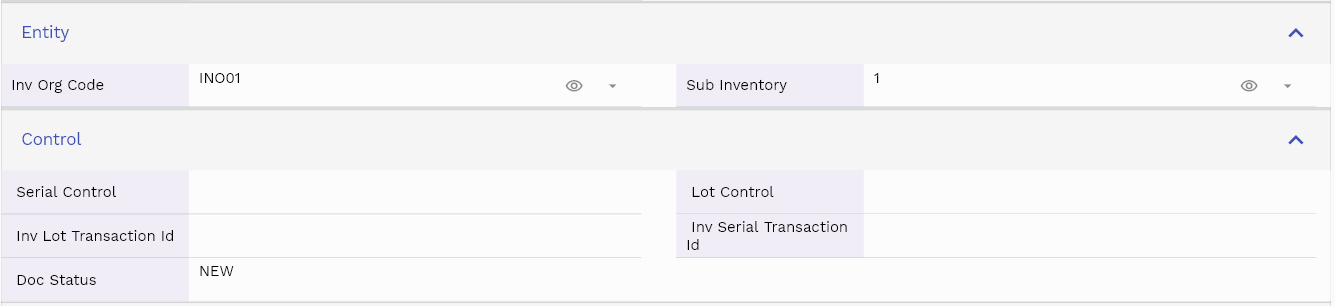 Entity
Inv Org Code
INO01
Sub Inventory
1
Control
Serial Control
Lot Control
Inv Lot Transaction Id
Inv Serial Transaction
Id
Doc Status
NEW